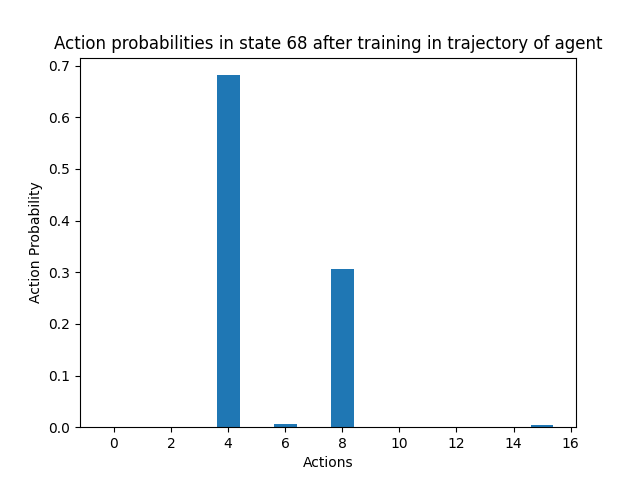 Action probabilities in state 68 after training in trajectory of agent
0.7
0.6
0.5
0.4
0.3
0.2
0.1
0.0
Action Probability
0 2 4 6 8 10 12 14 16
Actions